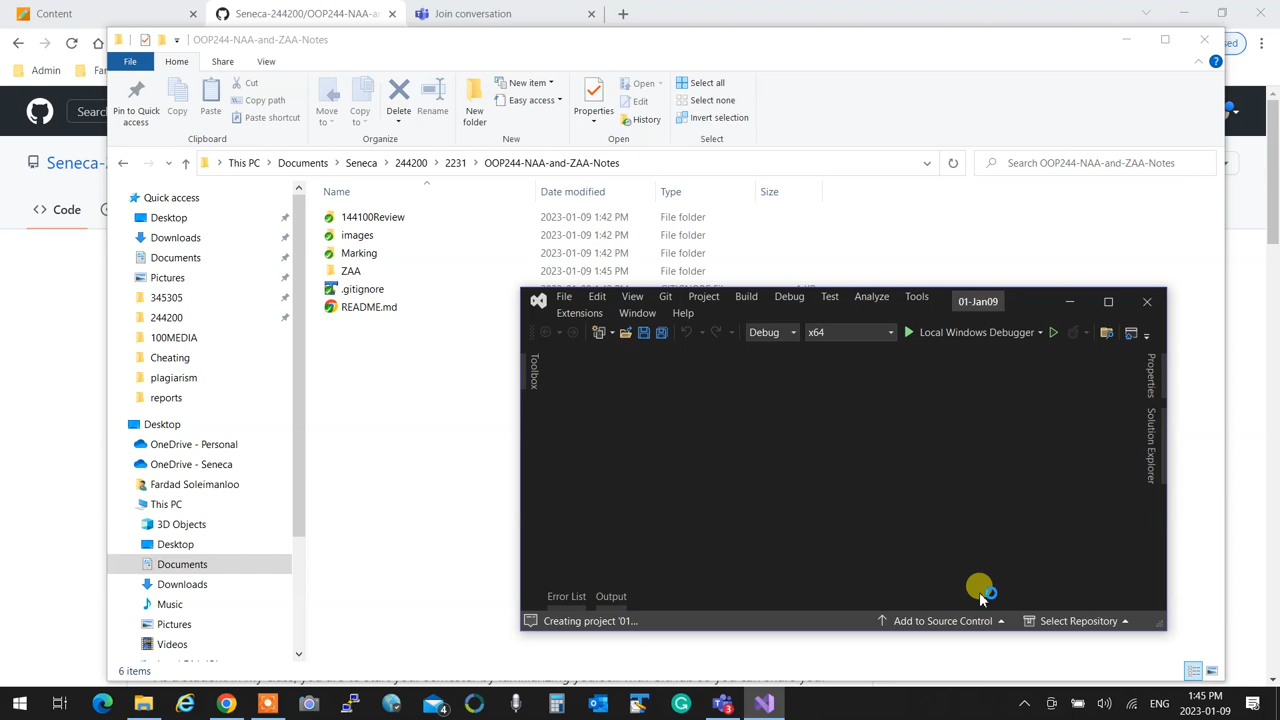 Content
Seneca-244200/OOP244-NAA-an
Join conversation
Admin
Far
OOP244-NAA-and-ZAA-Notes
File Home Share View
Pin to Quick access
Copy
Paste
Cut
Copy path
Paste shortcut
Move to
Copy to
Delete
Rename
New folder
New item
Easy access
Properties
Open
Edit
History
Select all
Select none
Invert selection
Clipboard Organize New Open Select
This PC > Documents > Seneca > 244200 > 2231 > OOP244-NAA-and-ZAA-Notes
Search OOP244-NAA-and-ZAA-Notes
Searc
Seneca-
Code
Name Date modified Type Size
144100Review 2023-01-09 1:42 PM File folder
images 2023-01-09 1:42 PM File folder
Marking 2023-01-09 1:42 PM File folder
ZAA 2023-01-09 1:45 PM File folder
.gitignore
README.md
Quick access
Desktop
Downloads
Documents
Pictures
345305
244200
100MEDIA
Cheating
plagiarism
reports
Desktop
OneDrive - Personal
OneDrive - Seneca
Fardad Soleimanloo
This PC
3D Objects
Desktop
Documents
Downloads
Music
Pictures
Videos
6 items
File Edit View Git Project Build Debug Test Analyze Tools
Extensions Window Help
01-Jan09
Debug x64 Local Windows Debugger
Toolbox
Properties
Solution Explorer
Error List Output
Creating project '01...
Add to Source Control
Select Repository
4
3
ENG
1:45 PM
2023-01-09